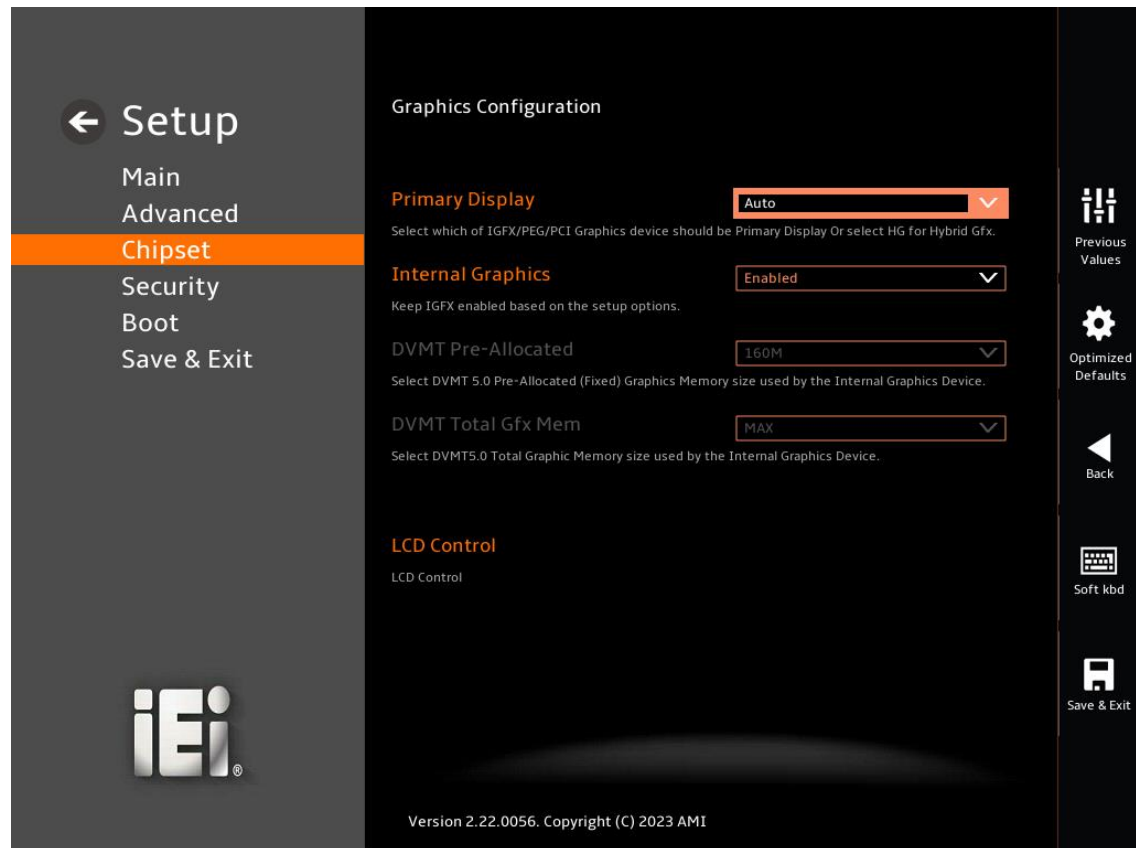 Setup
Main
Advanced
Chipset
Security
Boot
Save & Exit
iEi®
Graphics Configuration
Primary Display
Auto
Select which of IGFX/PEG/PCI Graphics device should be Primary Display Or select HG for Hybrid Gfx.
Internal Graphics
Enabled
Keep IGFX enabled based on the setup options.
DVMT Pre-Allocated
160M
Select DVMT 5.0 Pre-Allocated (Fixed) Graphics Memory size used by the Internal Graphics Device.
DVMT Total Gfx Mem
MAX
Select DVMT5.0 Total Graphic Memory size used by the Internal Graphics Device.
LCD Control
LCD Control
Version 2.22.0056. Copyright (C) 2023 AMI
Previous
Values
Optimized
Defaults
Back
Soft kbd
Save & Exit